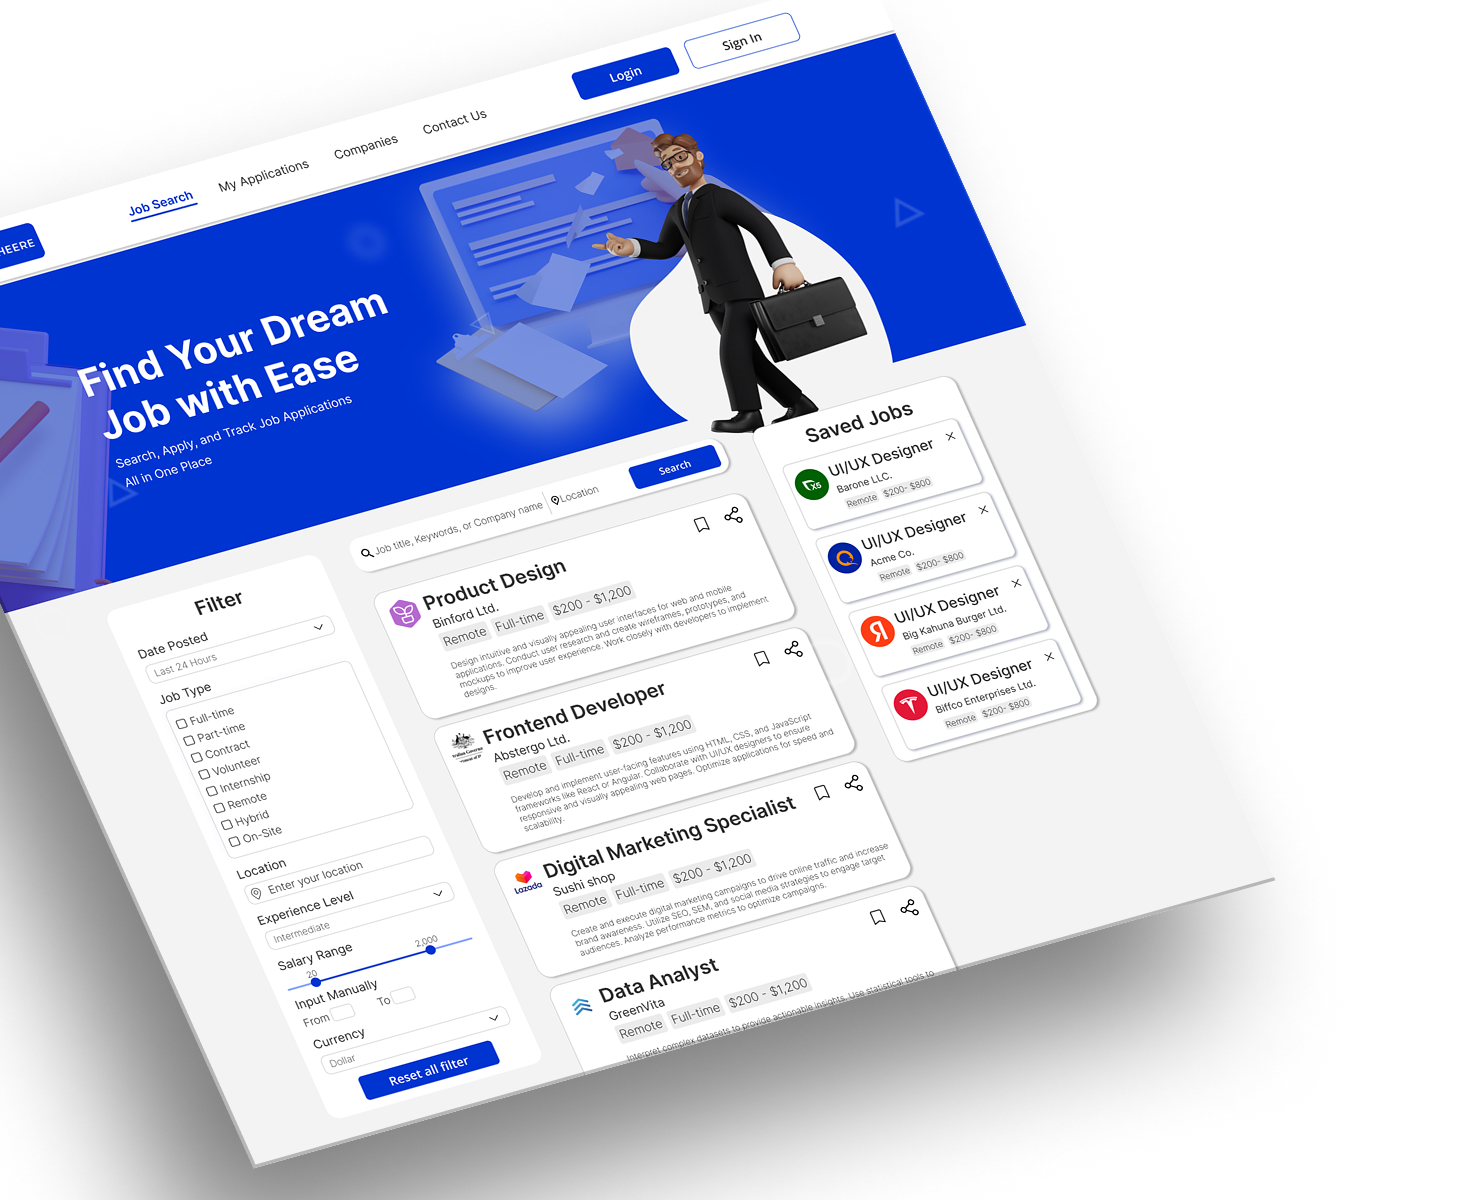 HEERE
Job Search
My Applications
Companies
Contact Us
Login
Sign In
Find Your Dream
Job with Ease
Search, Apply, and Track Job Applications
All in One Place
Job title, Keywords, or Company name
Location
Search
Filter
Date Posted
Last 24 Hours
Job Type
Full-time
Part-time
Contract
Volunteer
Internship
Remote
Hybrid
On-Site
Location
Enter your location
Experience Level
Intermediate
Salary Range
20
2,000
Input Manually
From
To
Currency
Dollar
Reset all filter
Product Design
Binford Ltd.
Remote Full-time $200 - $1,200
Design intuitive and visually appealing user interfaces for web and mobile
applications. Conduct user research and create wireframes, prototypes, and
mockups to improve user experience. Work closely with developers to implement
designs.
Frontend Developer
Abstergo Ltd.
Remote Full-time $200 - $1,200
Develop and implement user-facing features using HTML, CSS, and JavaScript
frameworks like React or Angular. Collaborate with UI/UX designers to ensure
responsive and visually appealing web pages. Optimize applications for speed and
scalability.
Lazada
Digital Marketing Specialist
Sushi shop
Remote Full-time $200 - $1,200
Create and execute digital marketing campaigns to drive online traffic and increase
brand awareness. Utilize SEO, SEM, and social media strategies to engage target
audiences. Analyze performance metrics to optimize campaigns.
Data Analyst
GreenVita
Remote Full-time $200 - $1,200
Interpret complex datasets to provide actionable insights. Use statistical tools to
Saved Jobs
X5
UI/UX Designer
Barone LLC.
Remote $200- $800
UI/UX Designer
Acme Co.
Remote $200- $800
Я
UI/UX Designer
Big Kahuna Burger Ltd.
Remote $200- $800
UI/UX Designer
Biffco Enterprises Ltd.
Remote $200- $800